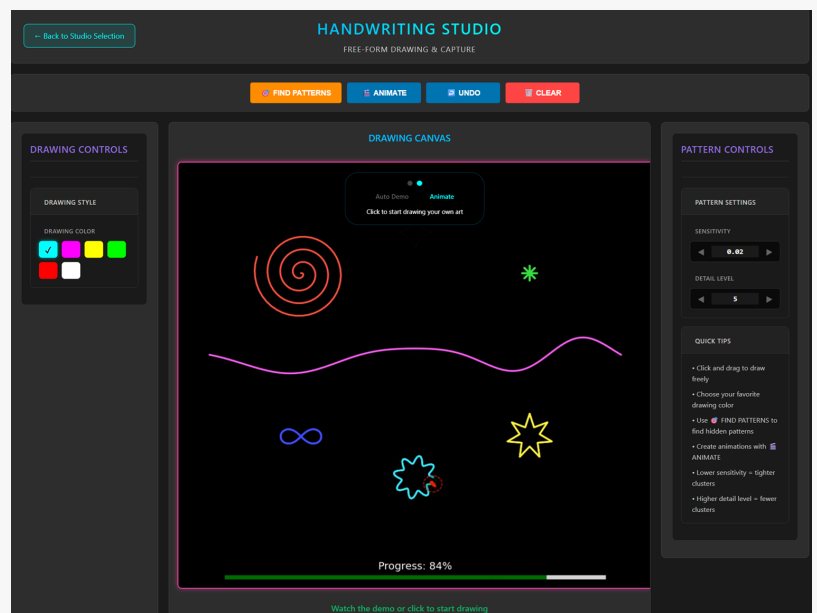 ← Back to Studio Selection
HANDWRITING STUDIO
FREE-FORM DRAWING & CAPTURE
FIND PATTERNS
ANIMATE
UNDO
CLEAR
DRAWING CONTROLS
DRAWING STYLE
DRAWING COLOR
✓
DRAWING CANVAS
Auto Demo
Animate
Click to start drawing your own art
Progress: 84%
Watch the demo or click to start drawing
PATTERN CONTROLS
PATTERN SETTINGS
SENSITIVITY
◀ 0.02 ▶
DETAIL LEVEL
◀ 5 ▶
QUICK TIPS
• Click and drag to draw
freely
• Choose your favorite
drawing color
• Use 🎯 FIND PATTERNS to
find hidden patterns
• Create animations with 🎬
ANIMATE
• Lower sensitivity = tighter
clusters
• Higher detail level = fewer
clusters